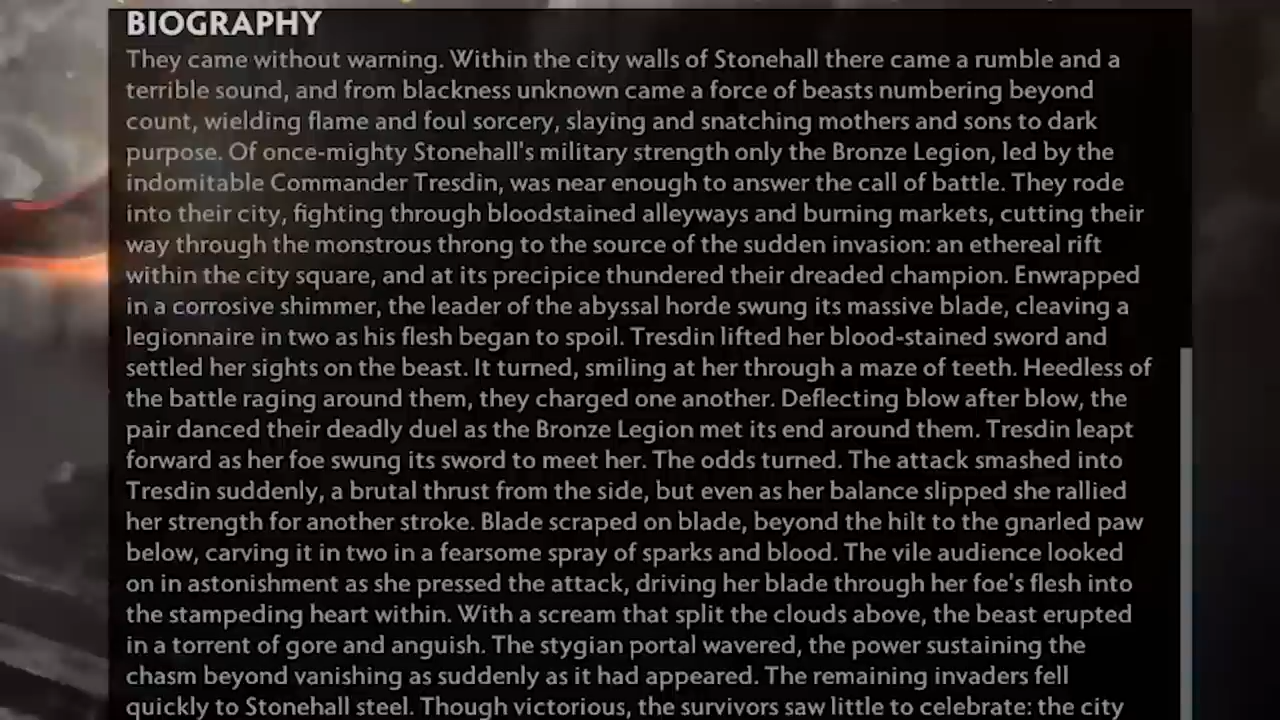 BIOGRAPHY
They came without warning. Within the city walls of Stonehall there came a rumble and a
terrible sound, and from blackness unknown came a force of beasts numbering beyond
count, wielding flame and foul sorcery, slaying and snatching mothers and sons to dark
purpose. Of once-mighty Stonehall's military strength only the Bronze Legion, led by the
indomitable Commander Tresdin, was near enough to answer the call of battle. They rode
into their city, fighting through bloodstained alleyways and burning markets, cutting their
way through the monstrous throng to the source of the sudden invasion: an ethereal rift
within the city square, and at its precipice thundered their dreaded champion. Enwrapped
in a corrosive shimmer, the leader of the abyssal horde swung its massive blade, cleaving a
legionnaire in two as his flesh began to spoil. Tresdin lifted her blood-stained sword and
settled her sights on the beast. It turned, smiling at her through a maze of teeth. Heedless of
the battle raging around them, they charged one another. Deflecting blow after blow, the
pair danced their deadly duel as the Bronze Legion met its end around them. Tresdin leapt
forward as her foe swung its sword to meet her. The odds turned. The attack smashed into
Tresdin suddenly, a brutal thrust from the side, but even as her balance slipped she rallied
her strength for another stroke. Blade scraped on blade, beyond the hilt to the gnarled paw
below, carving it in two in a fearsome spray of sparks and blood. The vile audience looked
on in astonishment as she pressed the attack, driving her blade through her foe's flesh into
the stampeding heart within. With a scream that split the clouds above, the beast erupted
in a torrent of gore and anguish. The stygian portal wavered, the power sustaining the
chasm beyond vanishing as suddenly as it had appeared. The remaining invaders fell
quickly to Stonehall steel. Though victorious, the survivors saw little to celebrate: the city